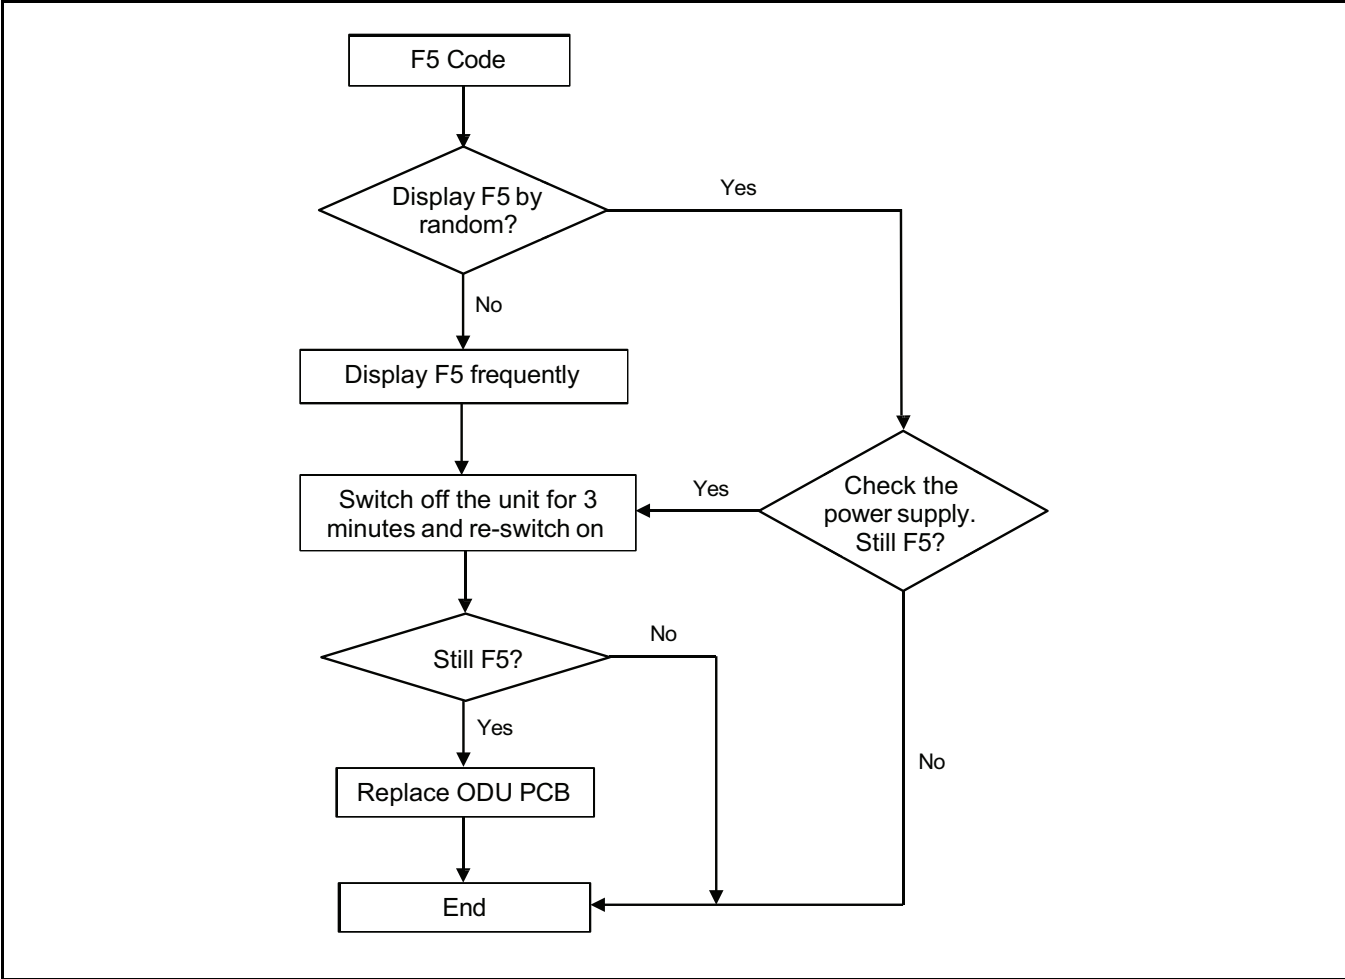 F5 Code
Display F5 by
random?
Yes
No
Display F5 frequently
Switch off the unit for 3
minutes and re-switch on
Yes
Check the
power supply.
Still F5?
Still F5?
No
Yes
No
Replace ODU PCB
End